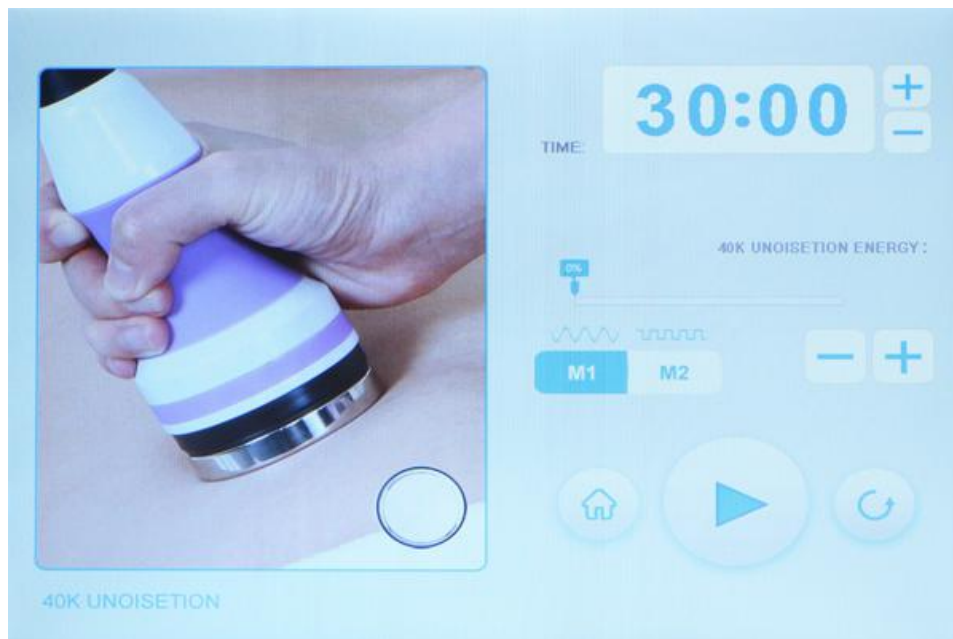 30:00
TIME:
40K UNOISETION ENERGY:
0%
M1
M2
40K UNOISETION